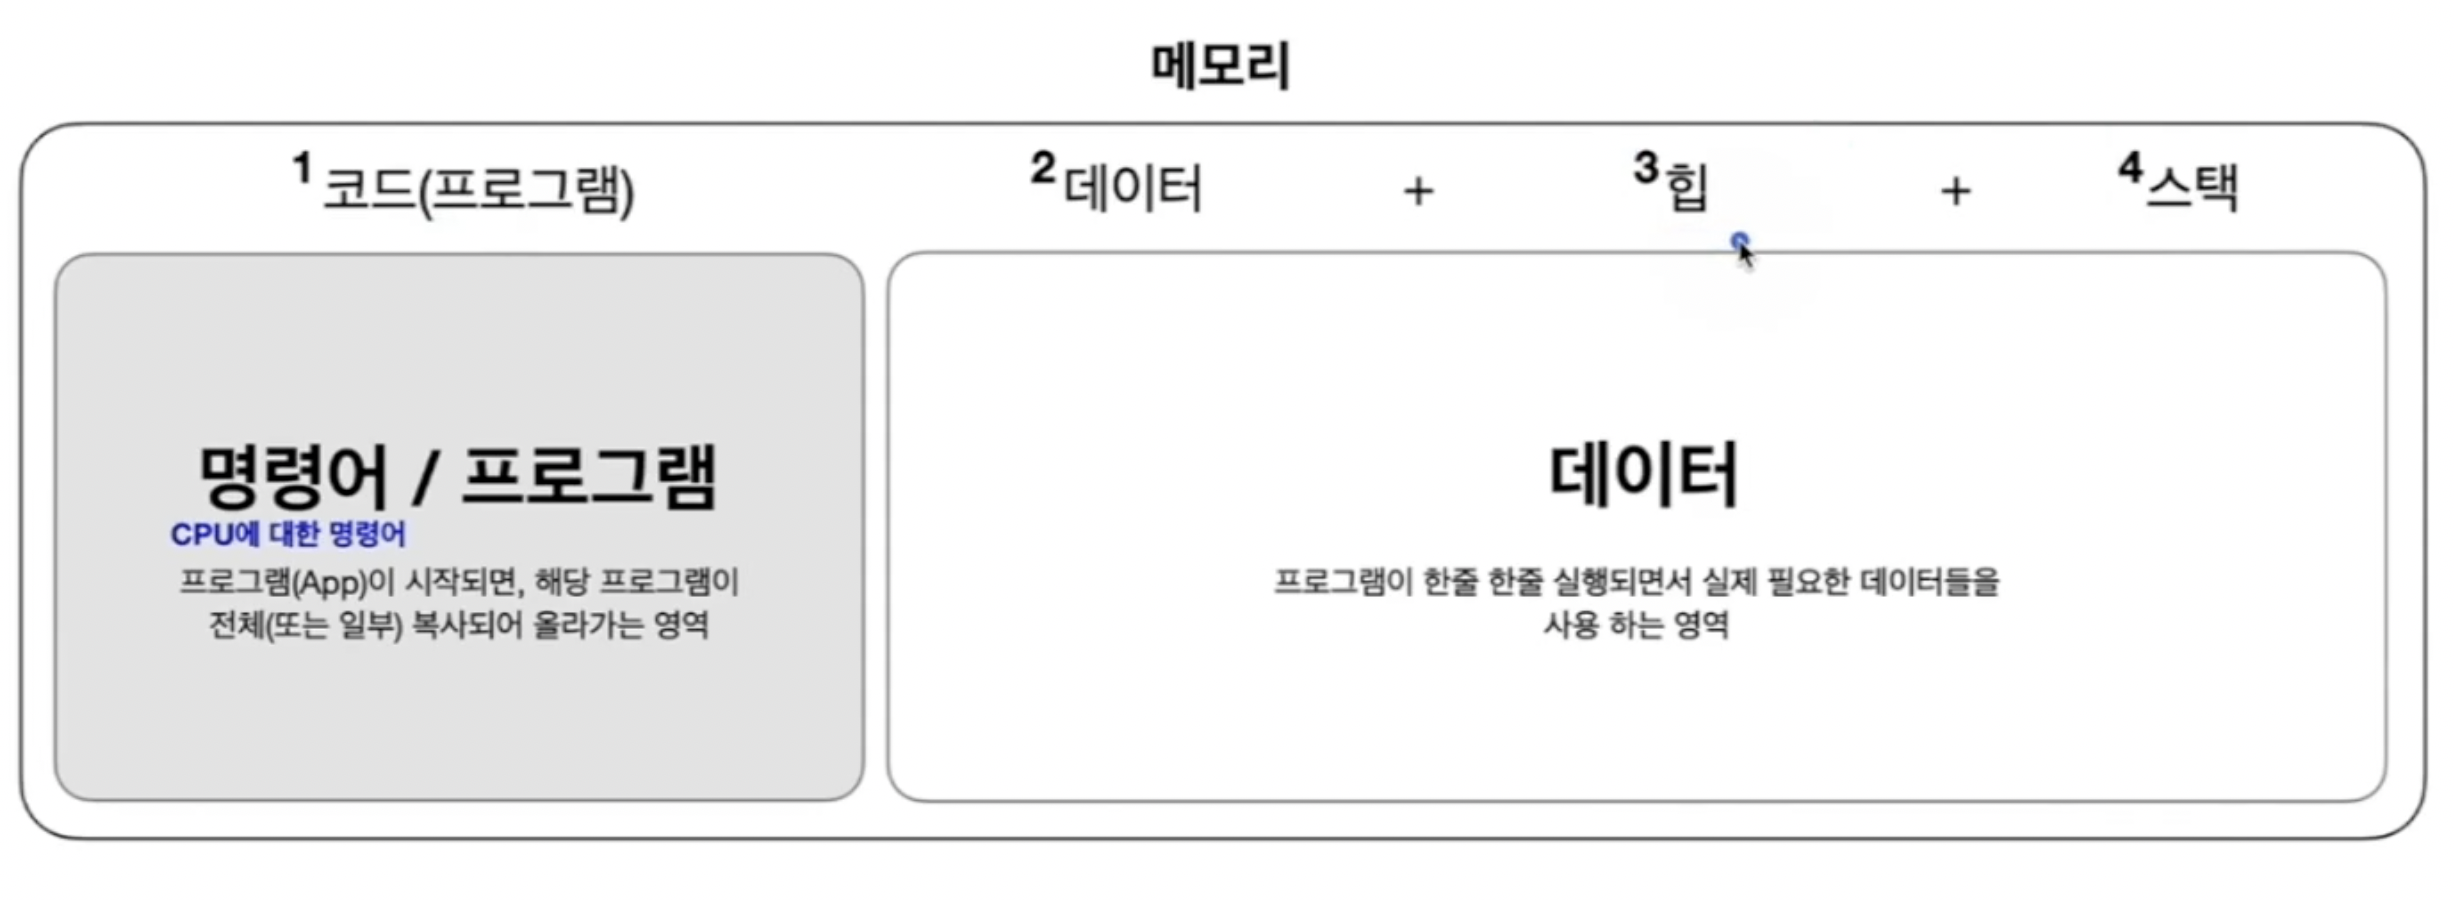 메모리
1 코드(프로그램)
2 데이터 + 3 힙 + 4 스택
명령어 / 프로그램
CPU에 대한 명령어
프로그램(App)이 시작되면, 해당 프로그램이
전체(또는 일부) 복사되어 올라가는 영역
데이터
프로그램이 한줄 한줄 실행되면서 실제 필요한 데이터들을
사용 하는 영역